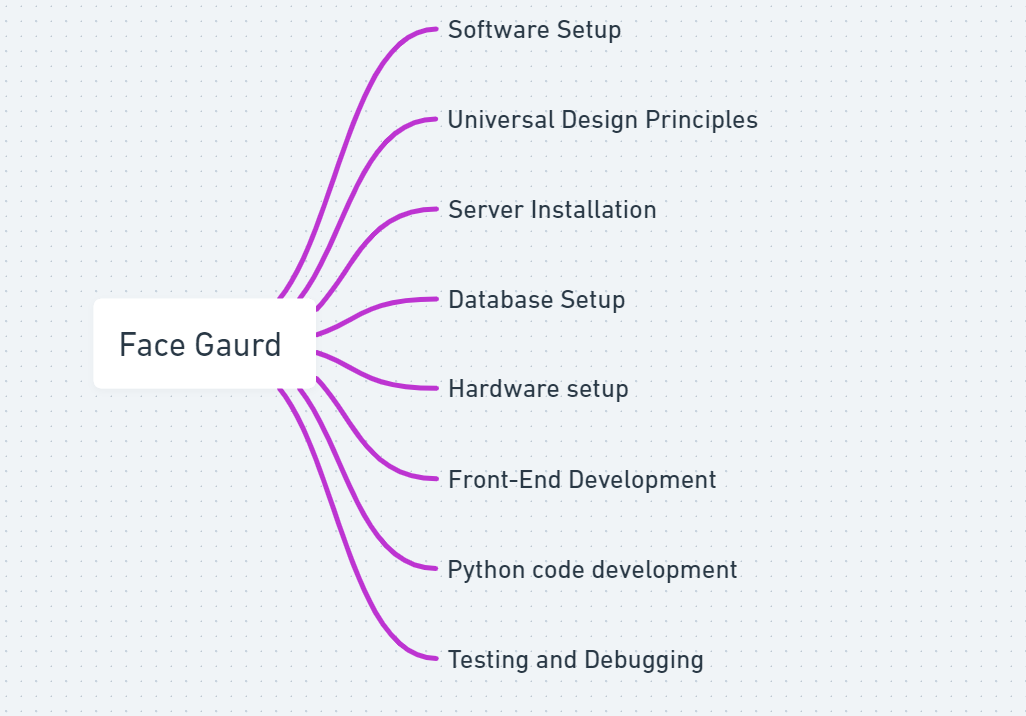 Software Setup
Universal Design Principles
Server Installation
Database Setup
Face Gaurd
Hardware setup
Front-End Development
Python code development
Testing and Debugging